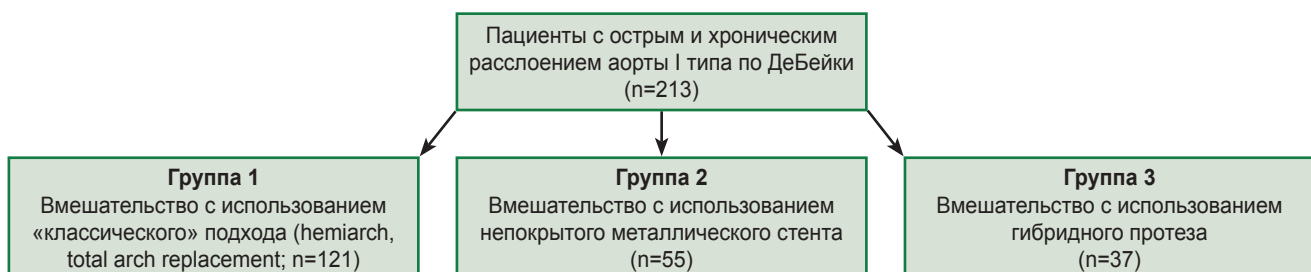 Пациенты с острым и хроническим
расслоением аорты I типа по ДеБейки
(n=213)
Группа 1
Вмешательство с использованием
«классического» подхода (hemiarch,
total arch replacement; n=121)
Группа 2
Вмешательство с использованием
непокрытого металлического стента
(n=55)
Группа 3
Вмешательство с использованием
гибридного протеза
(n=37)